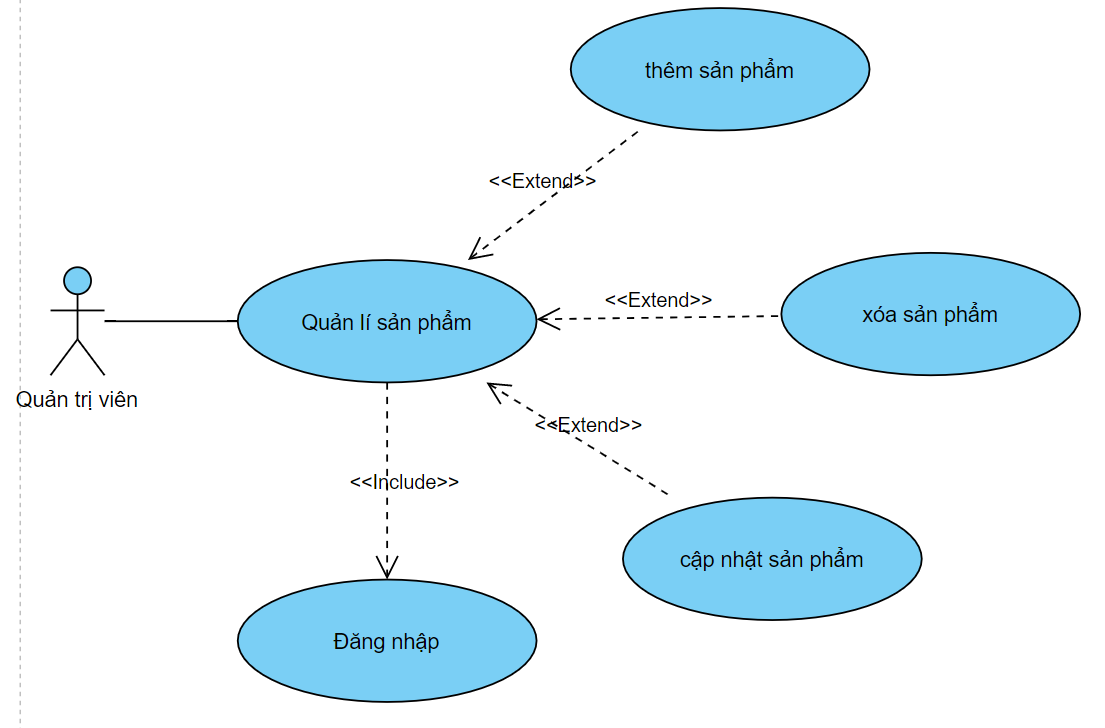 thêm sản phẩm
<<Extend>>
<<Extend>>
xóa sản phẩm
Quản lí sản phẩm
Quản trị viên
<<Extend>>
<<Include>>
cập nhật sản phẩm
Đăng nhập